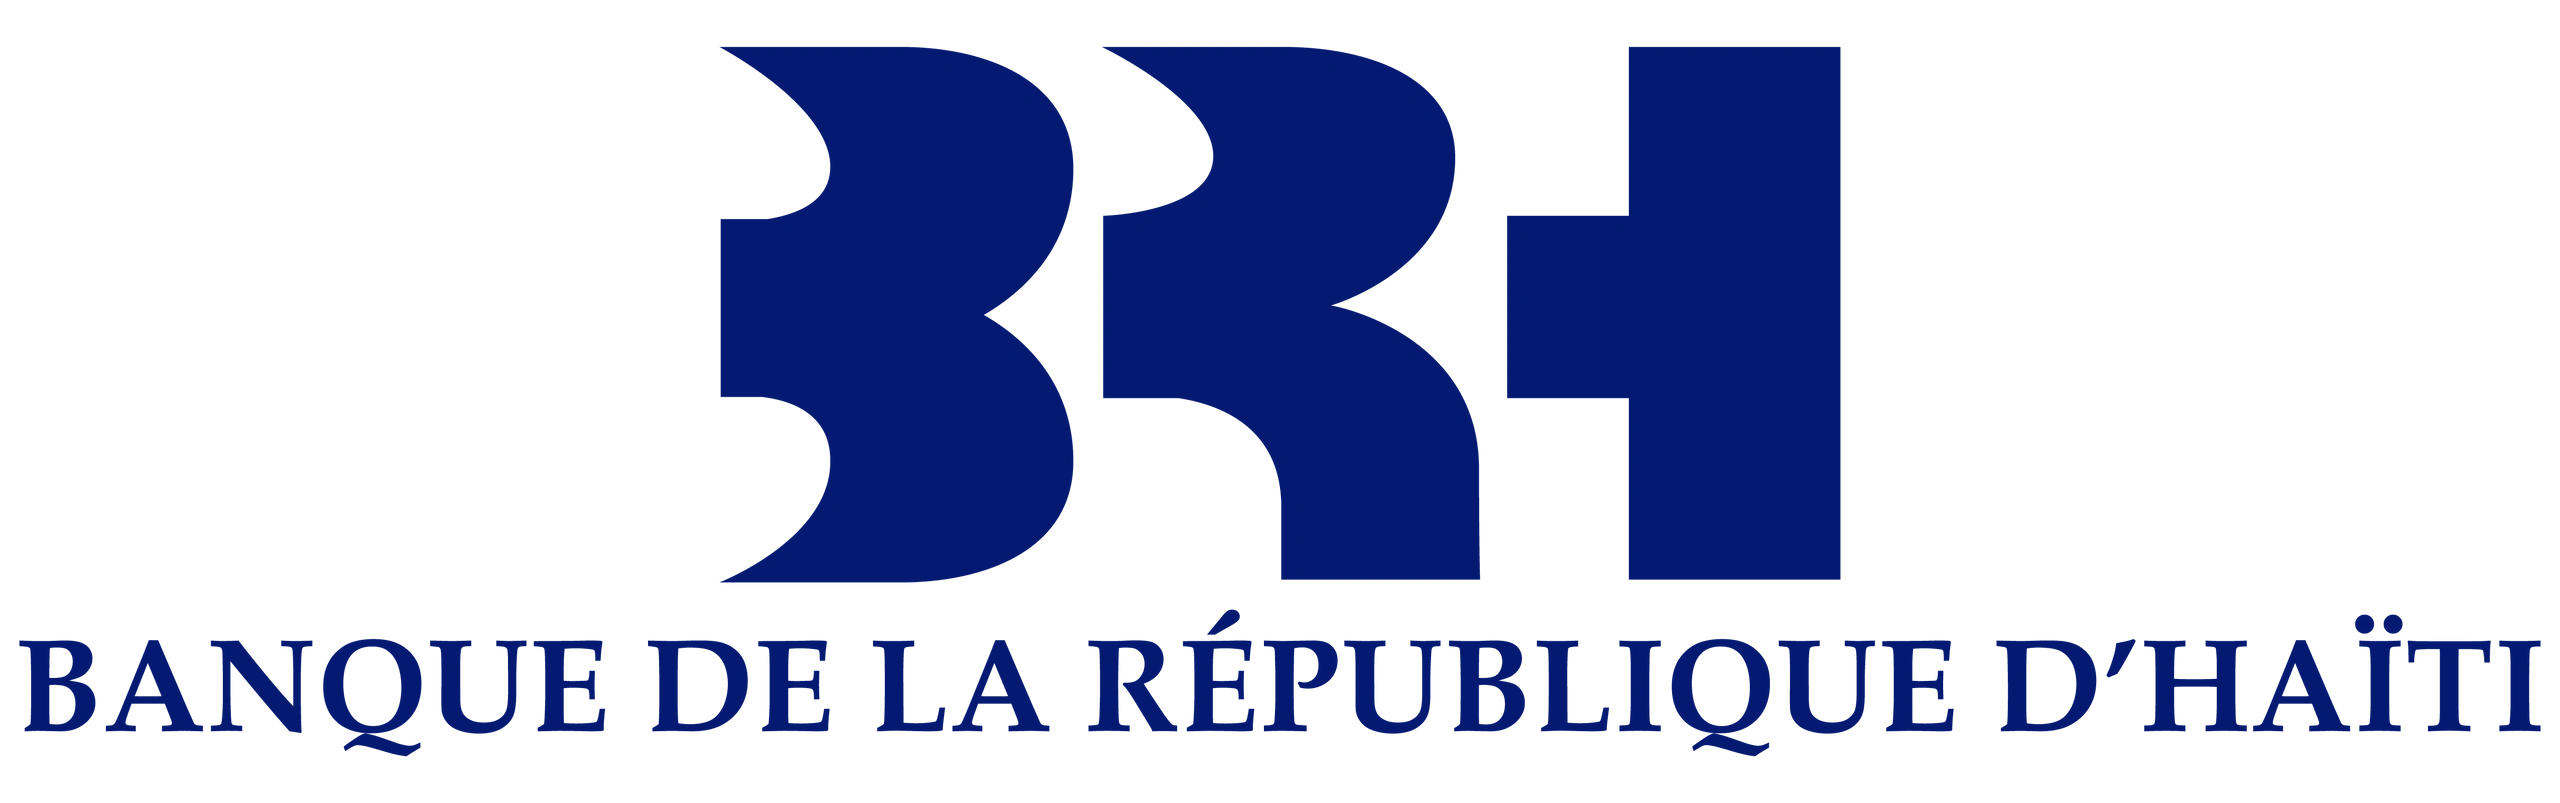 BRH
BANQUE DE LA RÉPUBLIQUE D’HAÏTI